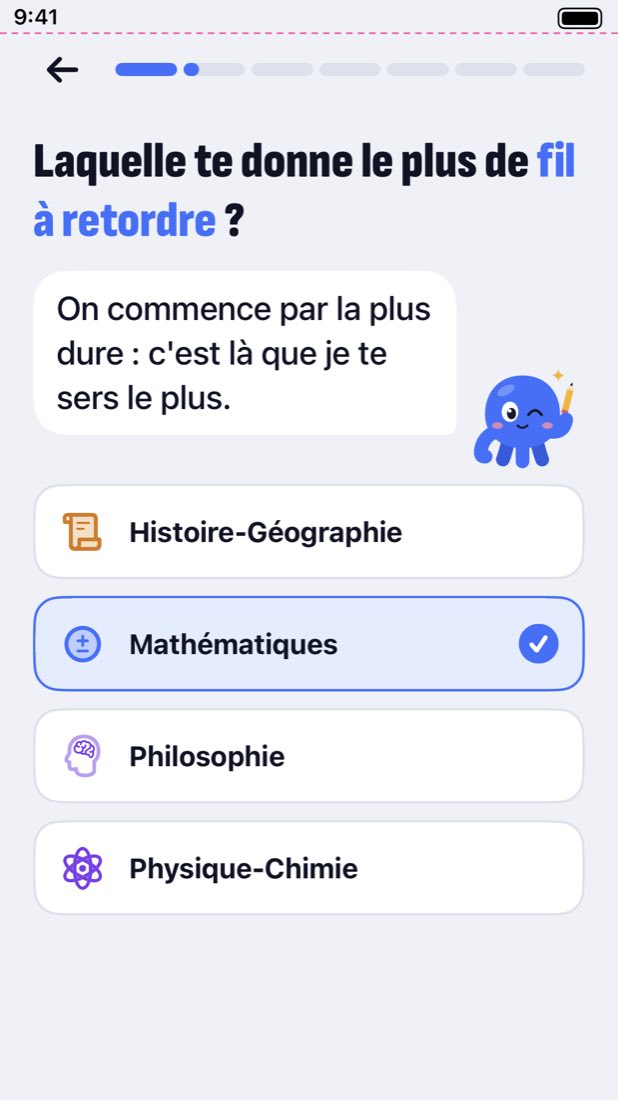 9:41
Laquelle te donne le plus de fil
à retordre ?
On commence par la plus
dure : c'est là que je te
sers le plus.
Histoire-Géographie
Mathématiques
Philosophie
Physique-Chimie